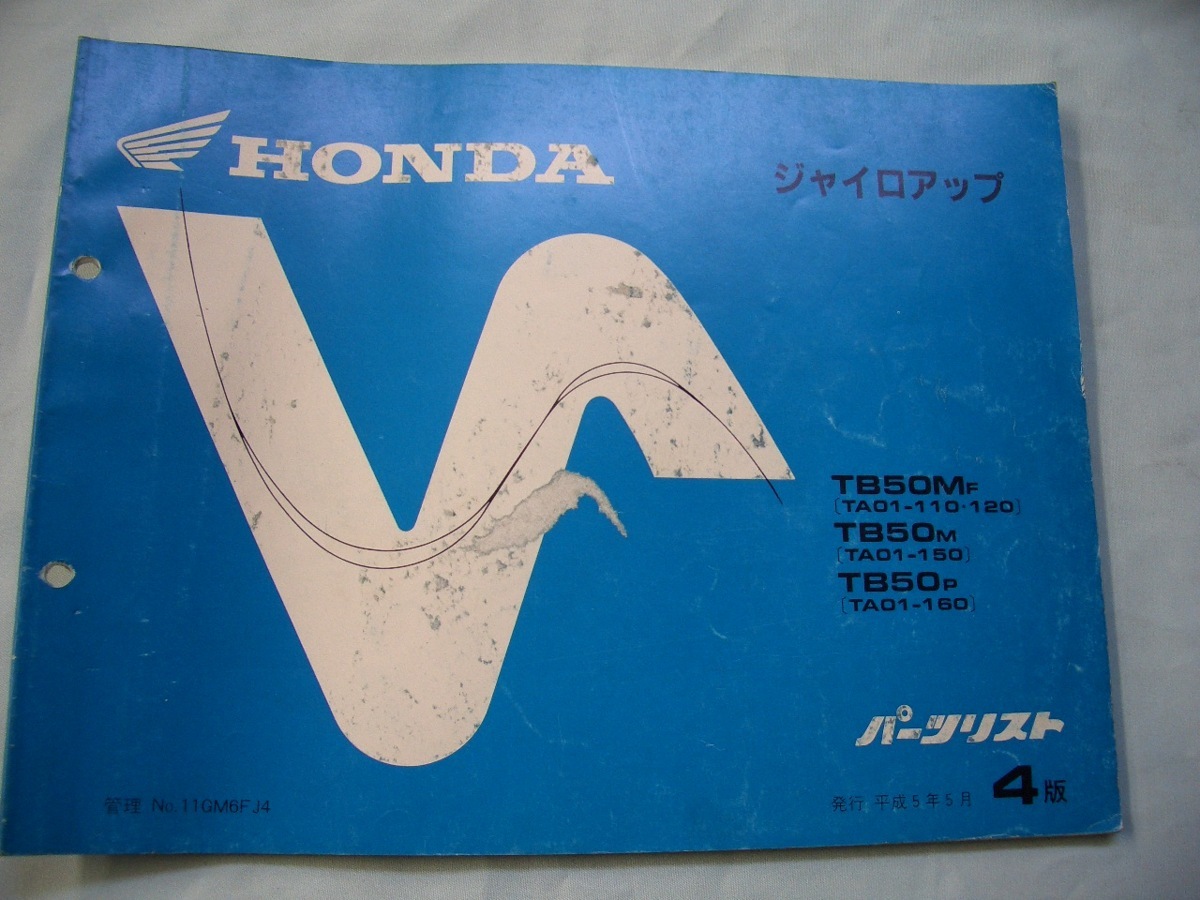 HONDA
ジャイロアップ
TB50MF
〔TA01-110·120〕
TB50M
〔TA01-150〕
TB50P
〔TA01-160〕
パーツリスト
管理 No.11GM6FJ4
発行 平成5年5月 4版